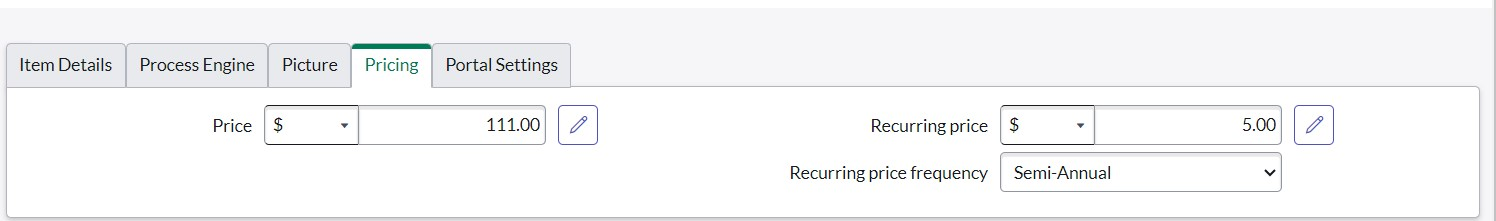 Item Details Process Engine Picture Pricing Portal Settings
Price $ 111.00 Recurring price $ 5.00
Recurring price frequency Semi-Annual